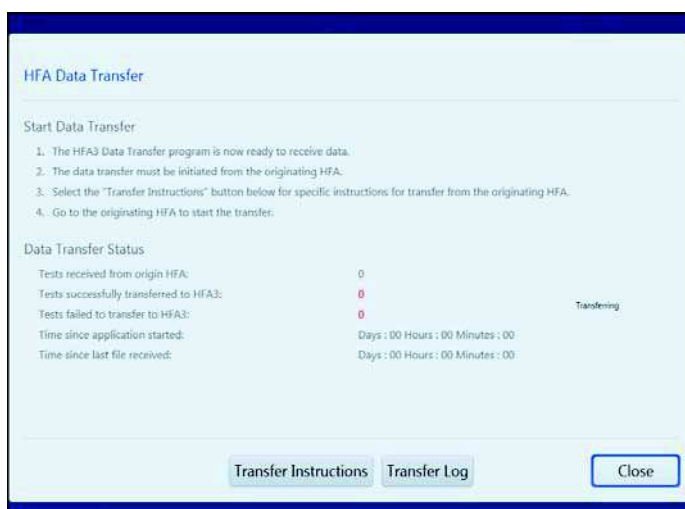 HFA Data Transfer
Start Data Transfer
1. The HFA3 Data Transfer program is now ready to receive data.
2. The data transfer must be initiated from the originating HFA.
3. Select the "Transfer Instructions" button below for specific instructions for transfer from the originating HFA.
4. Go to the originating HFA to start the transfer.
Data Transfer Status
Tests received from origin HFA: 0
Tests successfully transferred to HFA3: 0
Tests failed to transfer to HFA3: 0 Transferring
Time since application started: Days : 00 Hours : 00 Minutes : 00
Time since last file received: Days : 00 Hours : 00 Minutes : 00
Transfer Instructions Transfer Log Close